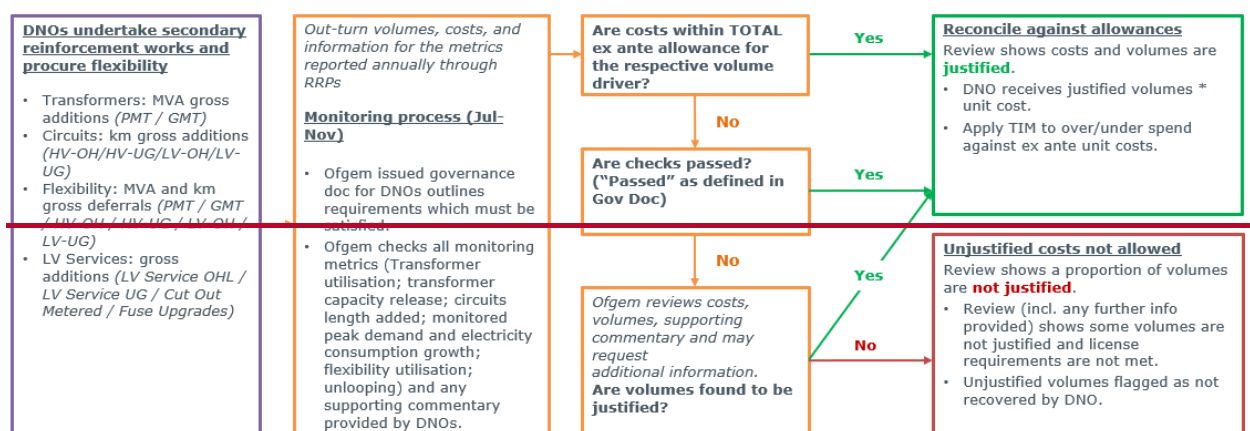 DNOs undertake secondary
reinforcement works and
procure flexibility
• Transformers: MVA gross
additions (PMT / GMT)
• Circuits: km gross additions
(HV-OH/HV-UG/LV-OH/LV-
UG)
• Flexibility: MVA and km
gross deferrals (PMT / GMT
/ HV-OH / HV-UG / LV-OH /
LV-UG)
• LV Services: gross
additions (LV Service OHL /
LV Service UG / Cut Out
Metered / Fuse Upgrades)
Out-turn volumes, costs, and
information for the metrics
reported annually through
RRPs
Monitoring process (Jul-
Nov)
• Ofgem issued governance
doc for DNOs outlines
requirements which must be
satisfied.
• Ofgem checks all monitoring
metrics (Transformer
utilisation; transformer
capacity release; circuits
length added; monitored
peak demand and electricity
consumption growth;
flexibility utilisation;
unlooping) and any
supporting commentary
provided by DNOs.
Are costs within TOTAL
ex ante allowance for
the respective volume
driver?
Yes
No
Are checks passed?
("Passed" as defined in
Gov Doc)
Yes
No
Ofgem reviews costs,
volumes, supporting
commentary and may
request
additional information.
Are volumes found to be
justified?
Yes
No
Reconcile against allowances
Review shows costs and volumes are
justified.
• DNO receives justified volumes *
unit cost.
• Apply TIM to over/under spend
against ex ante unit costs.
Unjustified costs not allowed
Review shows a proportion of volumes
are not justified.
• Review (incl. any further info
provided) shows some volumes are
not justified and license
requirements are not met.
• Unjustified volumes flagged as not
recovered by DNO.